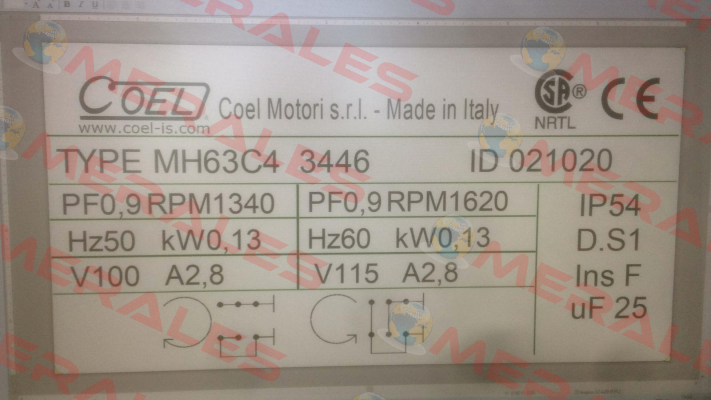 COEL Coel Motori s.r.l. - Made in Italy SA® CE
www.coel-is.com NRTL
TYPE MH63C4 3446 ID 021020
PF0,9 RPM1340 PF0,9 RPM1620 IP54
Hz50 kW0,13 Hz60 kW0,13 D.S1
V100 A2,8 V115 A2,8 Ins F
uF 25
MERALES